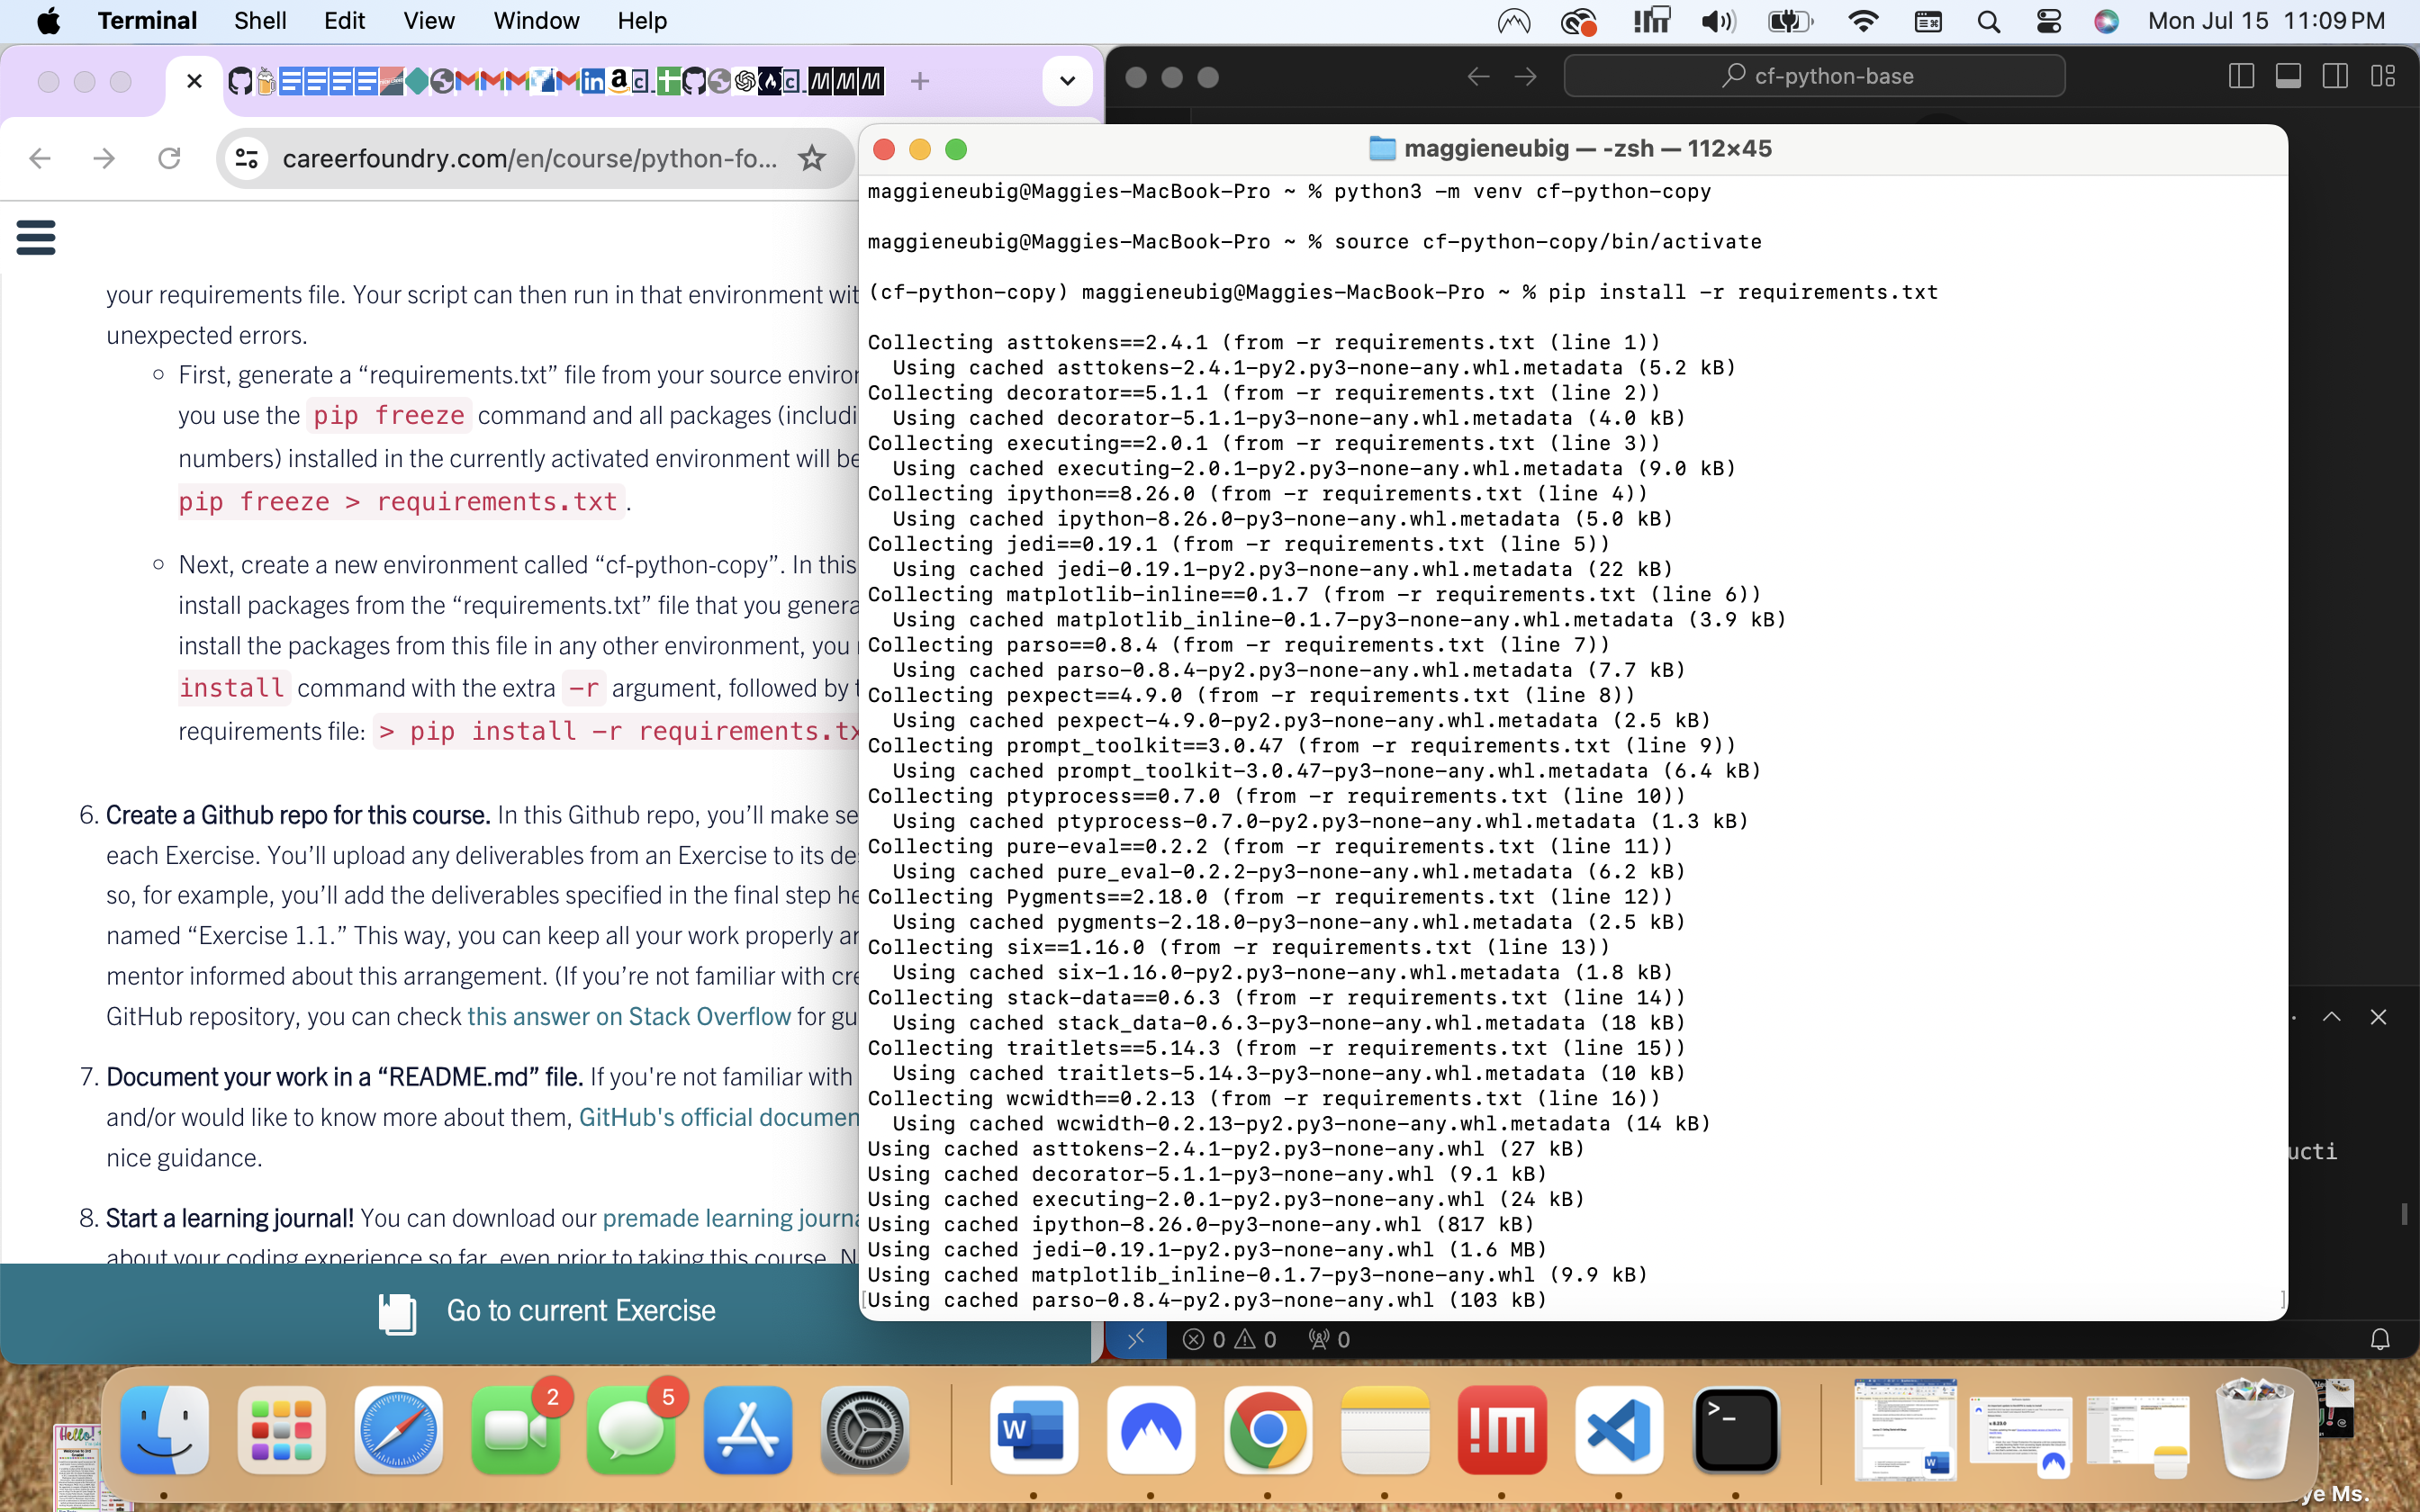 Terminal Shell Edit View Window Help Mon Jul 15 11:09 PM
careerfoundry.com/en/course/python-fo...
cf-python-base
your requirements file. Your script can then run in that environment wit
unexpected errors.
First, generate a “requirements.txt” file from your source enviror
you use the pip freeze command and all packages (includi
numbers) installed in the currently activated environment will be
pip freeze > requirements.txt.
Next, create a new environment called “cf-python-copy”. In this
install packages from the “requirements.txt” file that you genera
install the packages from this file in any other environment, you
install command with the extra -r argument, followed by t
requirements file: > pip install -r requirements.tx
6. Create a Github repo for this course. In this Github repo, you’ll make se
each Exercise. You’ll upload any deliverables from an Exercise to its de
so, for example, you’ll add the deliverables specified in the final step he
named “Exercise 1.1.” This way, you can keep all your work properly ar
mentor informed about this arrangement. (If you’re not familiar with cre
GitHub repository, you can check this answer on Stack Overflow for gu
7. Document your work in a “README.md” file. If you're not familiar with
and/or would like to know more about them, GitHub's official documen
nice guidance.
8. Start a learning journal! You can download our premade learning journa
about your coding experience so far, even prior to taking this course. N
Go to current Exercise
maggieneubig — -zsh — 112×45
maggieneubig@Maggies-MacBook-Pro ~ % python3 -m venv cf-python-copy
maggieneubig@Maggies-MacBook-Pro ~ % source cf-python-copy/bin/activate
(cf-python-copy) maggieneubig@Maggies-MacBook-Pro ~ % pip install -r requirements.txt
Collecting asttokens==2.4.1 (from -r requirements.txt (line 1))
Using cached asttokens-2.4.1-py2.py3-none-any.whl.metadata (5.2 kB)
Collecting decorator==5.1.1 (from -r requirements.txt (line 2))
Using cached decorator-5.1.1-py3-none-any.whl.metadata (4.0 kB)
Collecting executing==2.0.1 (from -r requirements.txt (line 3))
Using cached executing-2.0.1-py2.py3-none-any.whl.metadata (9.0 kB)
Collecting ipython==8.26.0 (from -r requirements.txt (line 4))
Using cached ipython-8.26.0-py3-none-any.whl.metadata (5.0 kB)
Collecting jedi==0.19.1 (from -r requirements.txt (line 5))
Using cached jedi-0.19.1-py2.py3-none-any.whl.metadata (22 kB)
Collecting matplotlib-inline==0.1.7 (from -r requirements.txt (line 6))
Using cached matplotlib_inline-0.1.7-py3-none-any.whl.metadata (3.9 kB)
Collecting parso==0.8.4 (from -r requirements.txt (line 7))
Using cached parso-0.8.4-py2.py3-none-any.whl.metadata (7.7 kB)
Collecting pexpect==4.9.0 (from -r requirements.txt (line 8))
Using cached pexpect-4.9.0-py2.py3-none-any.whl.metadata (2.5 kB)
Collecting prompt_toolkit==3.0.47 (from -r requirements.txt (line 9))
Using cached prompt_toolkit-3.0.47-py3-none-any.whl.metadata (6.4 kB)
Collecting ptyprocess==0.7.0 (from -r requirements.txt (line 10))
Using cached ptyprocess-0.7.0-py2.py3-none-any.whl.metadata (1.3 kB)
Collecting pure-eval==0.2.2 (from -r requirements.txt (line 11))
Using cached pure_eval-0.2.2-py3-none-any.whl.metadata (6.2 kB)
Collecting Pygments==2.18.0 (from -r requirements.txt (line 12))
Using cached pygments-2.18.0-py3-none-any.whl.metadata (2.5 kB)
Collecting six==1.16.0 (from -r requirements.txt (line 13))
Using cached six-1.16.0-py2.py3-none-any.whl.metadata (1.8 kB)
Collecting stack-data==0.6.3 (from -r requirements.txt (line 14))
Using cached stack_data-0.6.3-py3-none-any.whl.metadata (18 kB)
Collecting traitlets==5.14.3 (from -r requirements.txt (line 15))
Using cached traitlets-5.14.3-py3-none-any.whl.metadata (10 kB)
Collecting wcwidth==0.2.13 (from -r requirements.txt (line 16))
Using cached wcwidth-0.2.13-py2.py3-none-any.whl.metadata (14 kB)
Using cached asttokens-2.4.1-py2.py3-none-any.whl (27 kB)
Using cached decorator-5.1.1-py3-none-any.whl (9.1 kB)
Using cached executing-2.0.1-py2.py3-none-any.whl (24 kB)
Using cached ipython-8.26.0-py3-none-any.whl (817 kB)
Using cached jedi-0.19.1-py2.py3-none-any.whl (1.6 MB)
Using cached matplotlib_inline-0.1.7-py3-none-any.whl (9.9 kB)
Using cached parso-0.8.4-py2.py3-none-any.whl (103 kB)
ucti
0 0 0
2 5
Hello!
ye Ms.